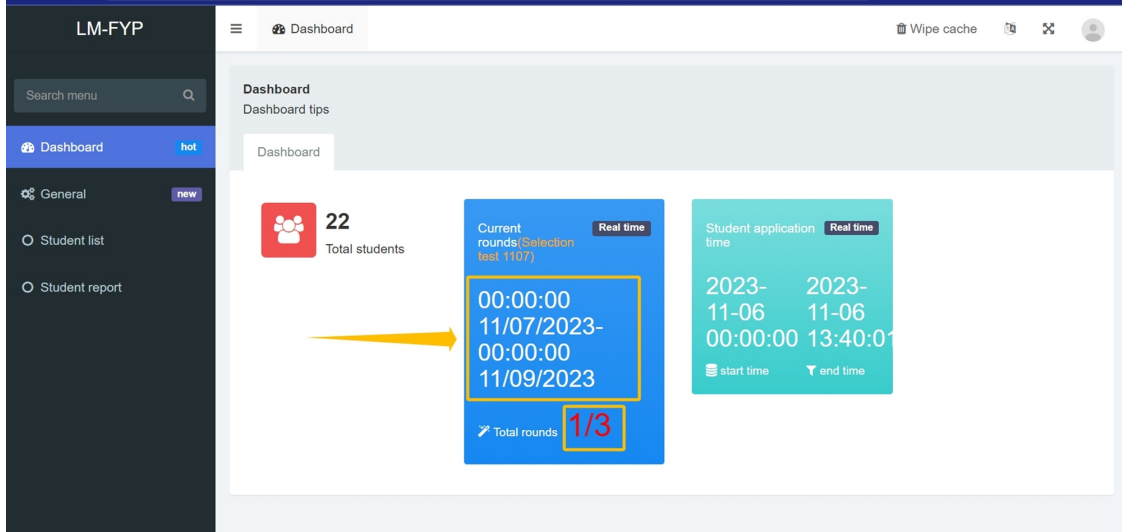 LM-FYP
Dashboard
Wipe cache
Search menu
Dashboard hot
General new
Student list
Student report
Dashboard
Dashboard tips
Dashboard
22
Total students
Current Real time
rounds(Selection
test 1107)
00:00:00
11/07/2023-
00:00:00
11/09/2023
Total rounds 1/3
Student application Real time
time
2023-
11-06
00:00:00
start time
2023-
11-06
13:40:01
end time